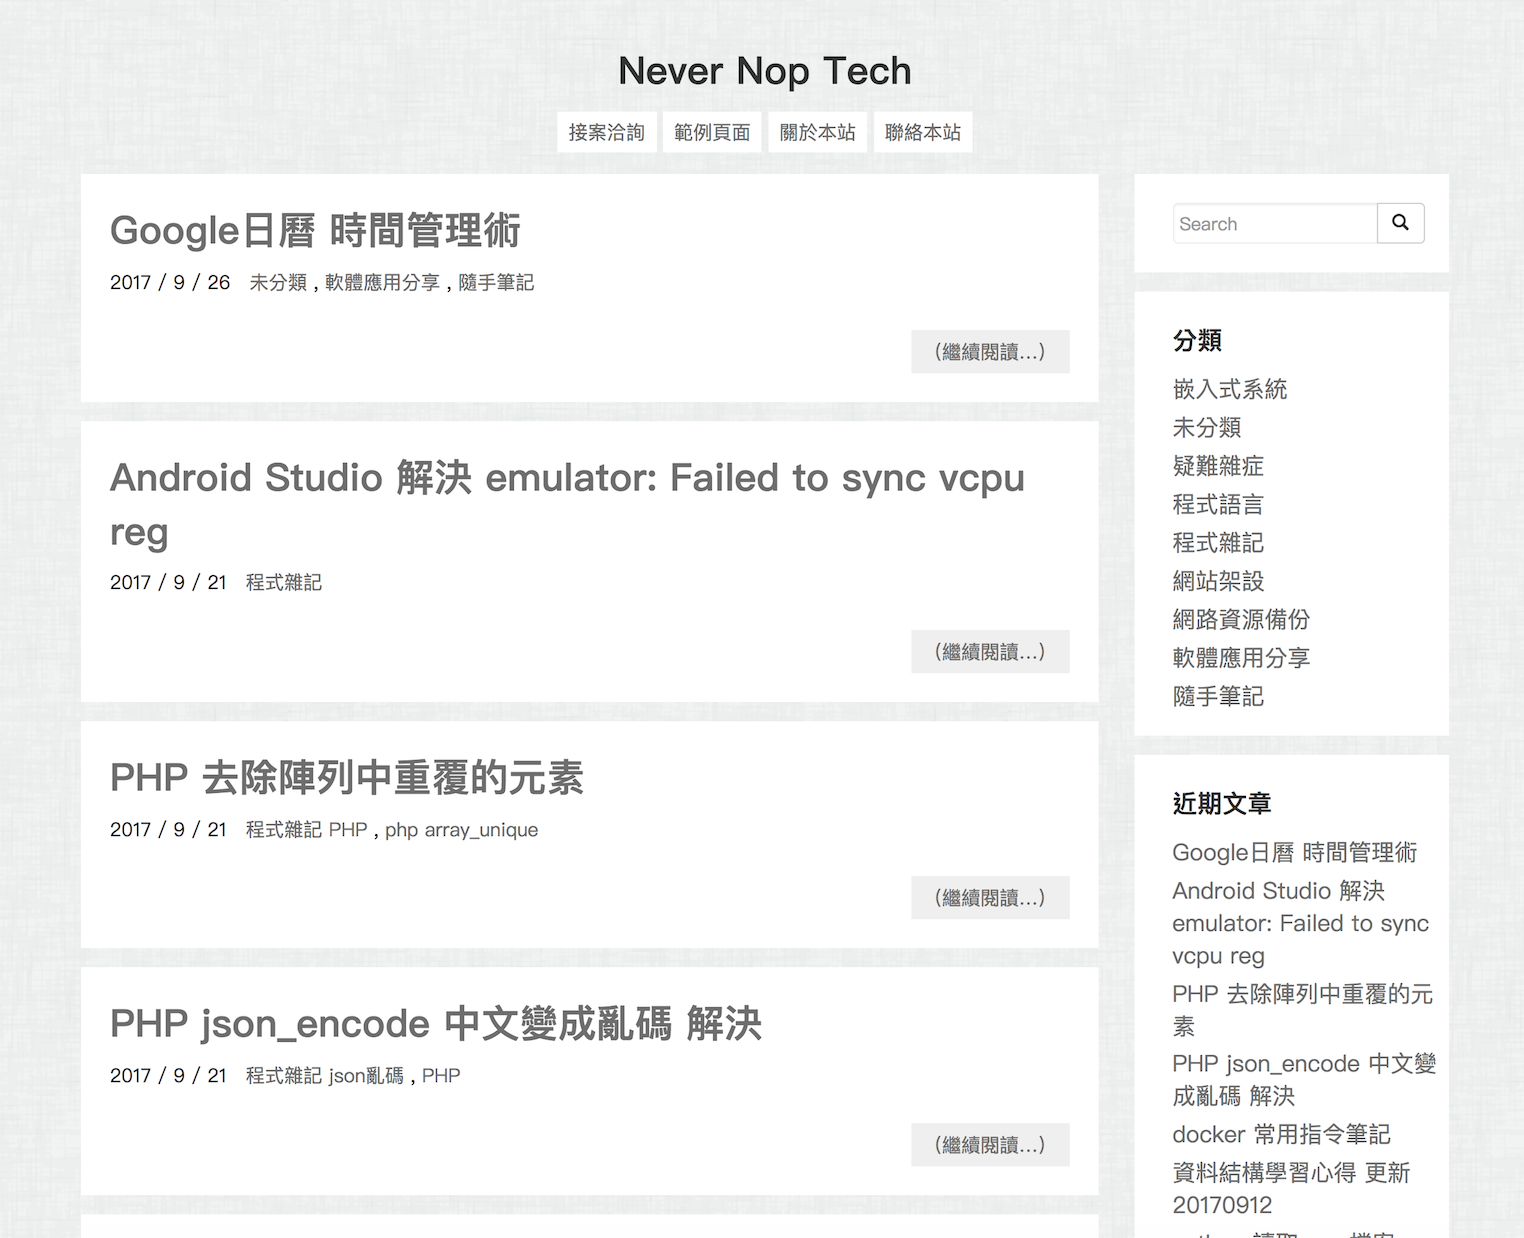 Never Nop Tech
接案洽詢 範例頁面 關於本站 聯絡本站
Google日曆 時間管理術
2017 / 9 / 26 未分類 , 軟體應用分享 , 隨手筆記
(繼續閱讀…)
Android Studio 解決 emulator: Failed to sync vcpu
reg
2017 / 9 / 21 程式雜記
(繼續閱讀…)
PHP 去除陣列中重覆的元素
2017 / 9 / 21 程式雜記 PHP , php array_unique
(繼續閱讀…)
PHP json_encode 中文變成亂碼 解決
2017 / 9 / 21 程式雜記 json亂碼 , PHP
(繼續閱讀…)
Search
分類
嵌入式系統
未分類
疑難雜症
程式語言
程式雜記
網站架設
網路資源備份
軟體應用分享
隨手筆記
近期文章
Google日曆 時間管理術
Android Studio 解決
emulator: Failed to sync
vcpu reg
PHP 去除陣列中重覆的元
素
PHP json_encode 中文變
成亂碼 解決
docker 常用指令筆記
資料結構學習心得 更新
20170912